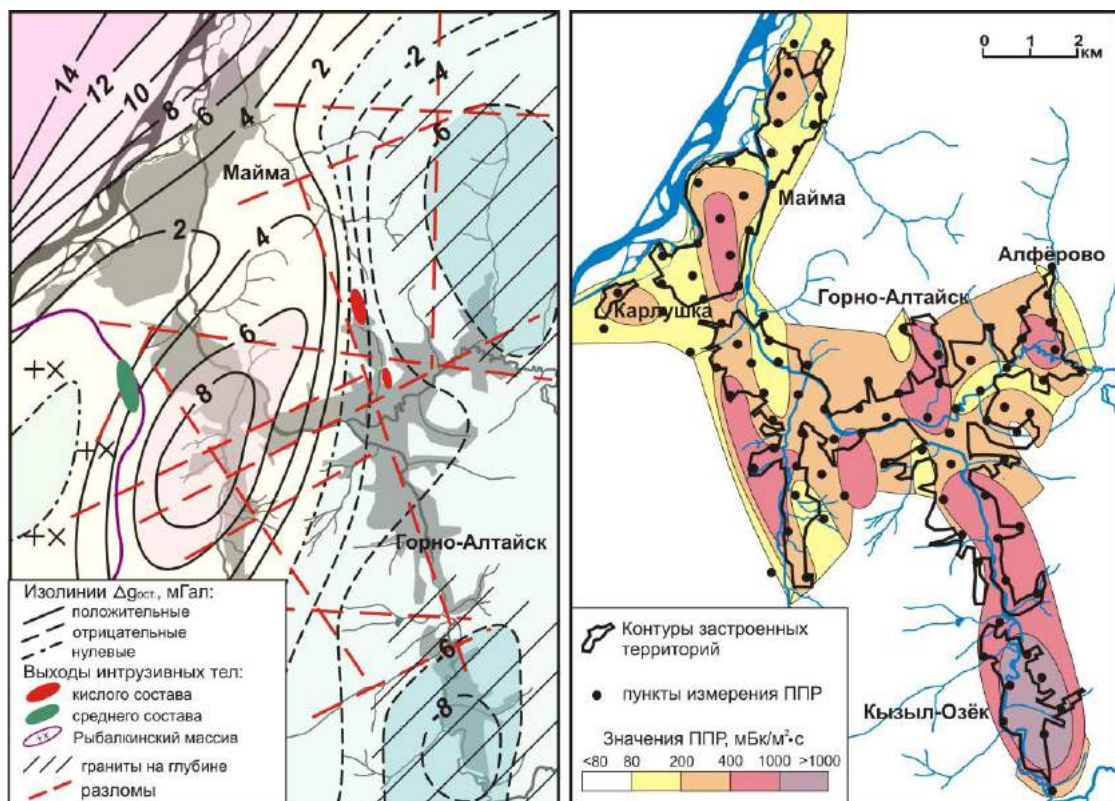 14
12
10
8
6
4
2
-2
-4
-6
Майма
2
4
6
8
Горно-Алтайск
-6
-8
Изолинии Δgост., мГал:
положительные
отрицательные
нулевые
Выходы интрузивных тел:
кислого состава
среднего состава
Рыбалкинский массив
граниты на глубине
разломы
0 1 2
км
Майма
Алфёрово
Карлушка
Горно-Алтайск
Кызыл-Озёк
Контуры застроенных
территорий
пункты измерения ППР
Значения ППР, мБк/м²•с
<80 80 200 400 1000 >1000